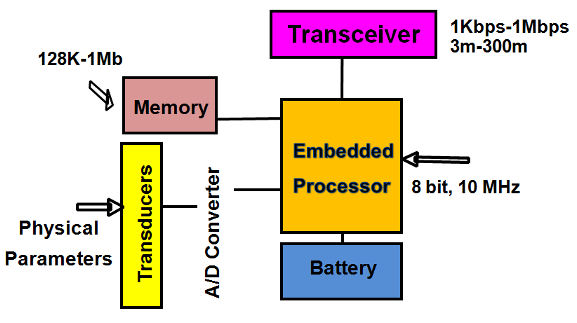 Transceiver
1Kbps-1Mbps
3m-300m
128K-1Mb
Memory
Embedded
Processor
8 bit, 10 MHz
Transducers
A/D Converter
Physical
Parameters
Battery